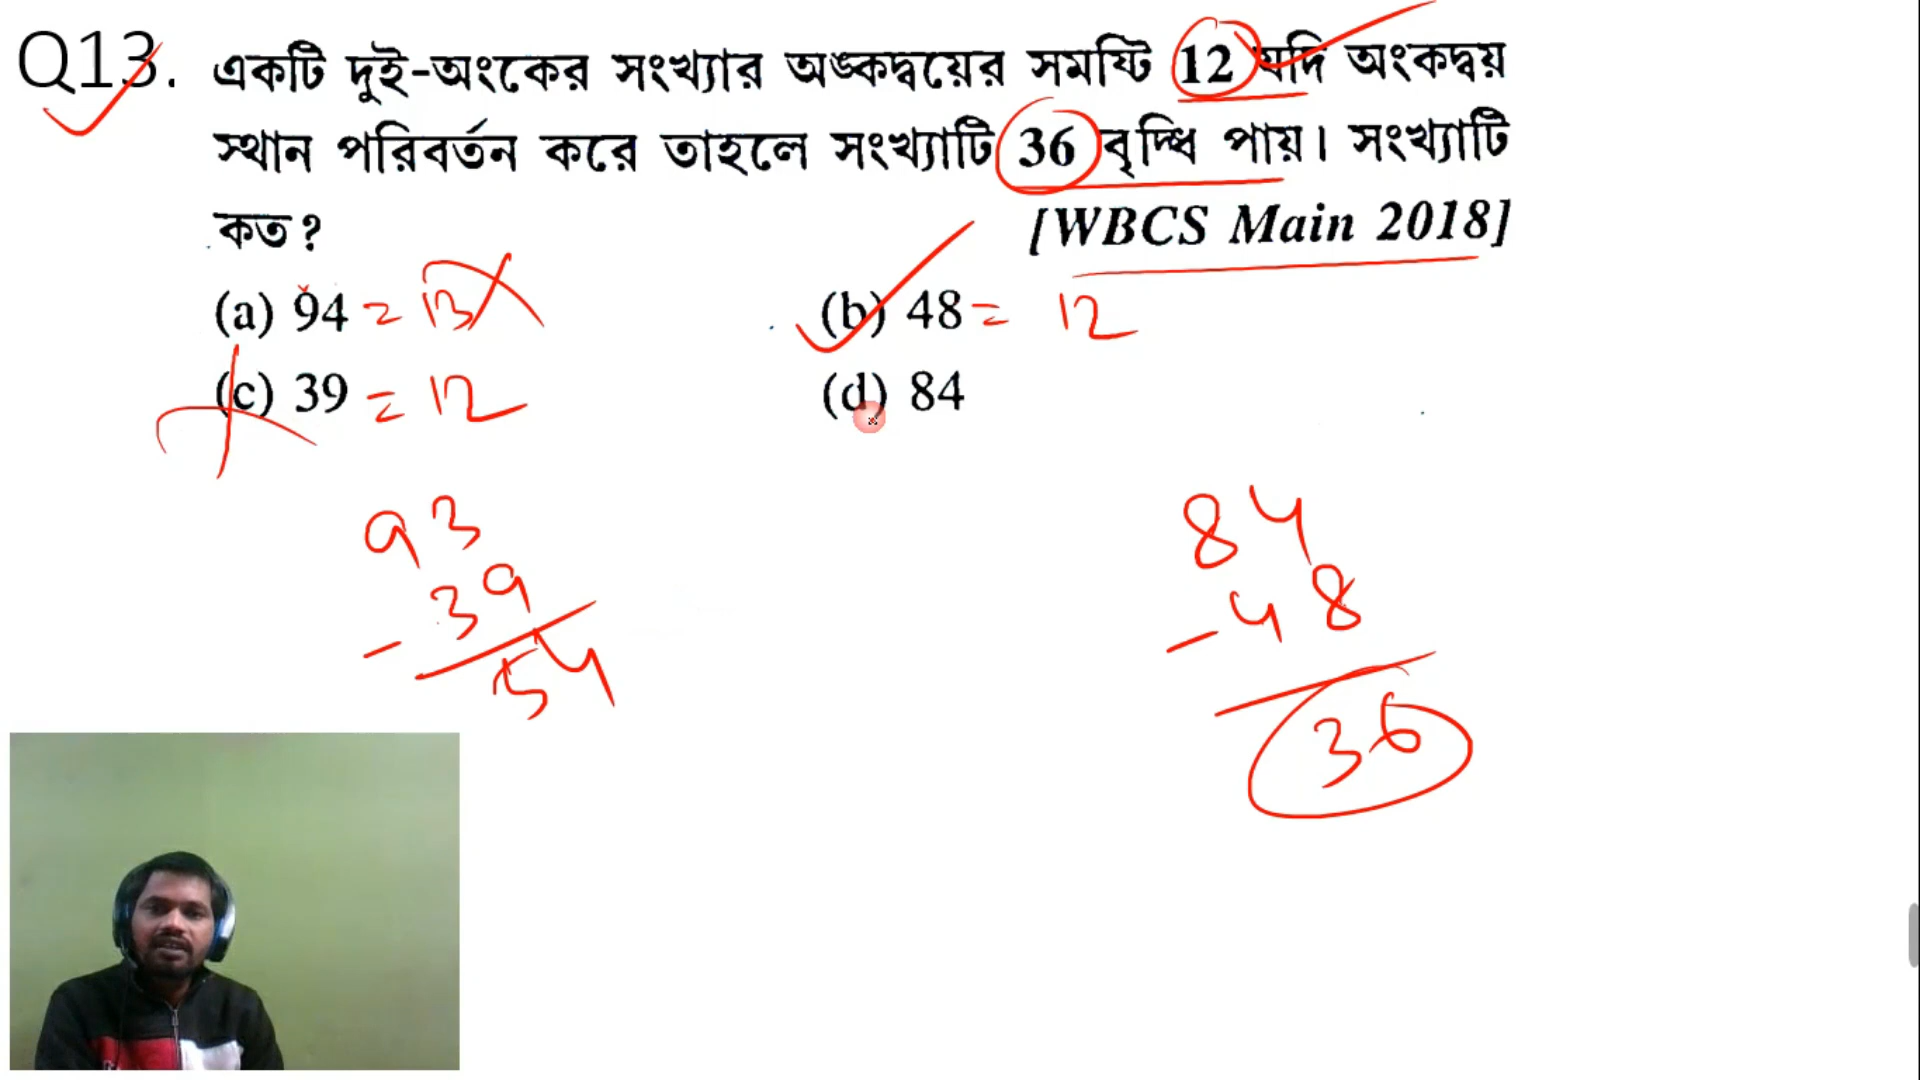 Q13. একটি দুই-অংকের সংখ্যার অঙ্কদ্বয়ের সমষ্টি 12 যদি অংকদ্বয়
স্থান পরিবর্তন করে তাহলে সংখ্যাটি 36 বৃদ্ধি পায়। সংখ্যাটি
কত? [WBCS Main 2018]
(a) 94 = 13 (b) 48 = 12
(c) 39 = 12 (d) 84
93 84
- 39 - 48
54 36